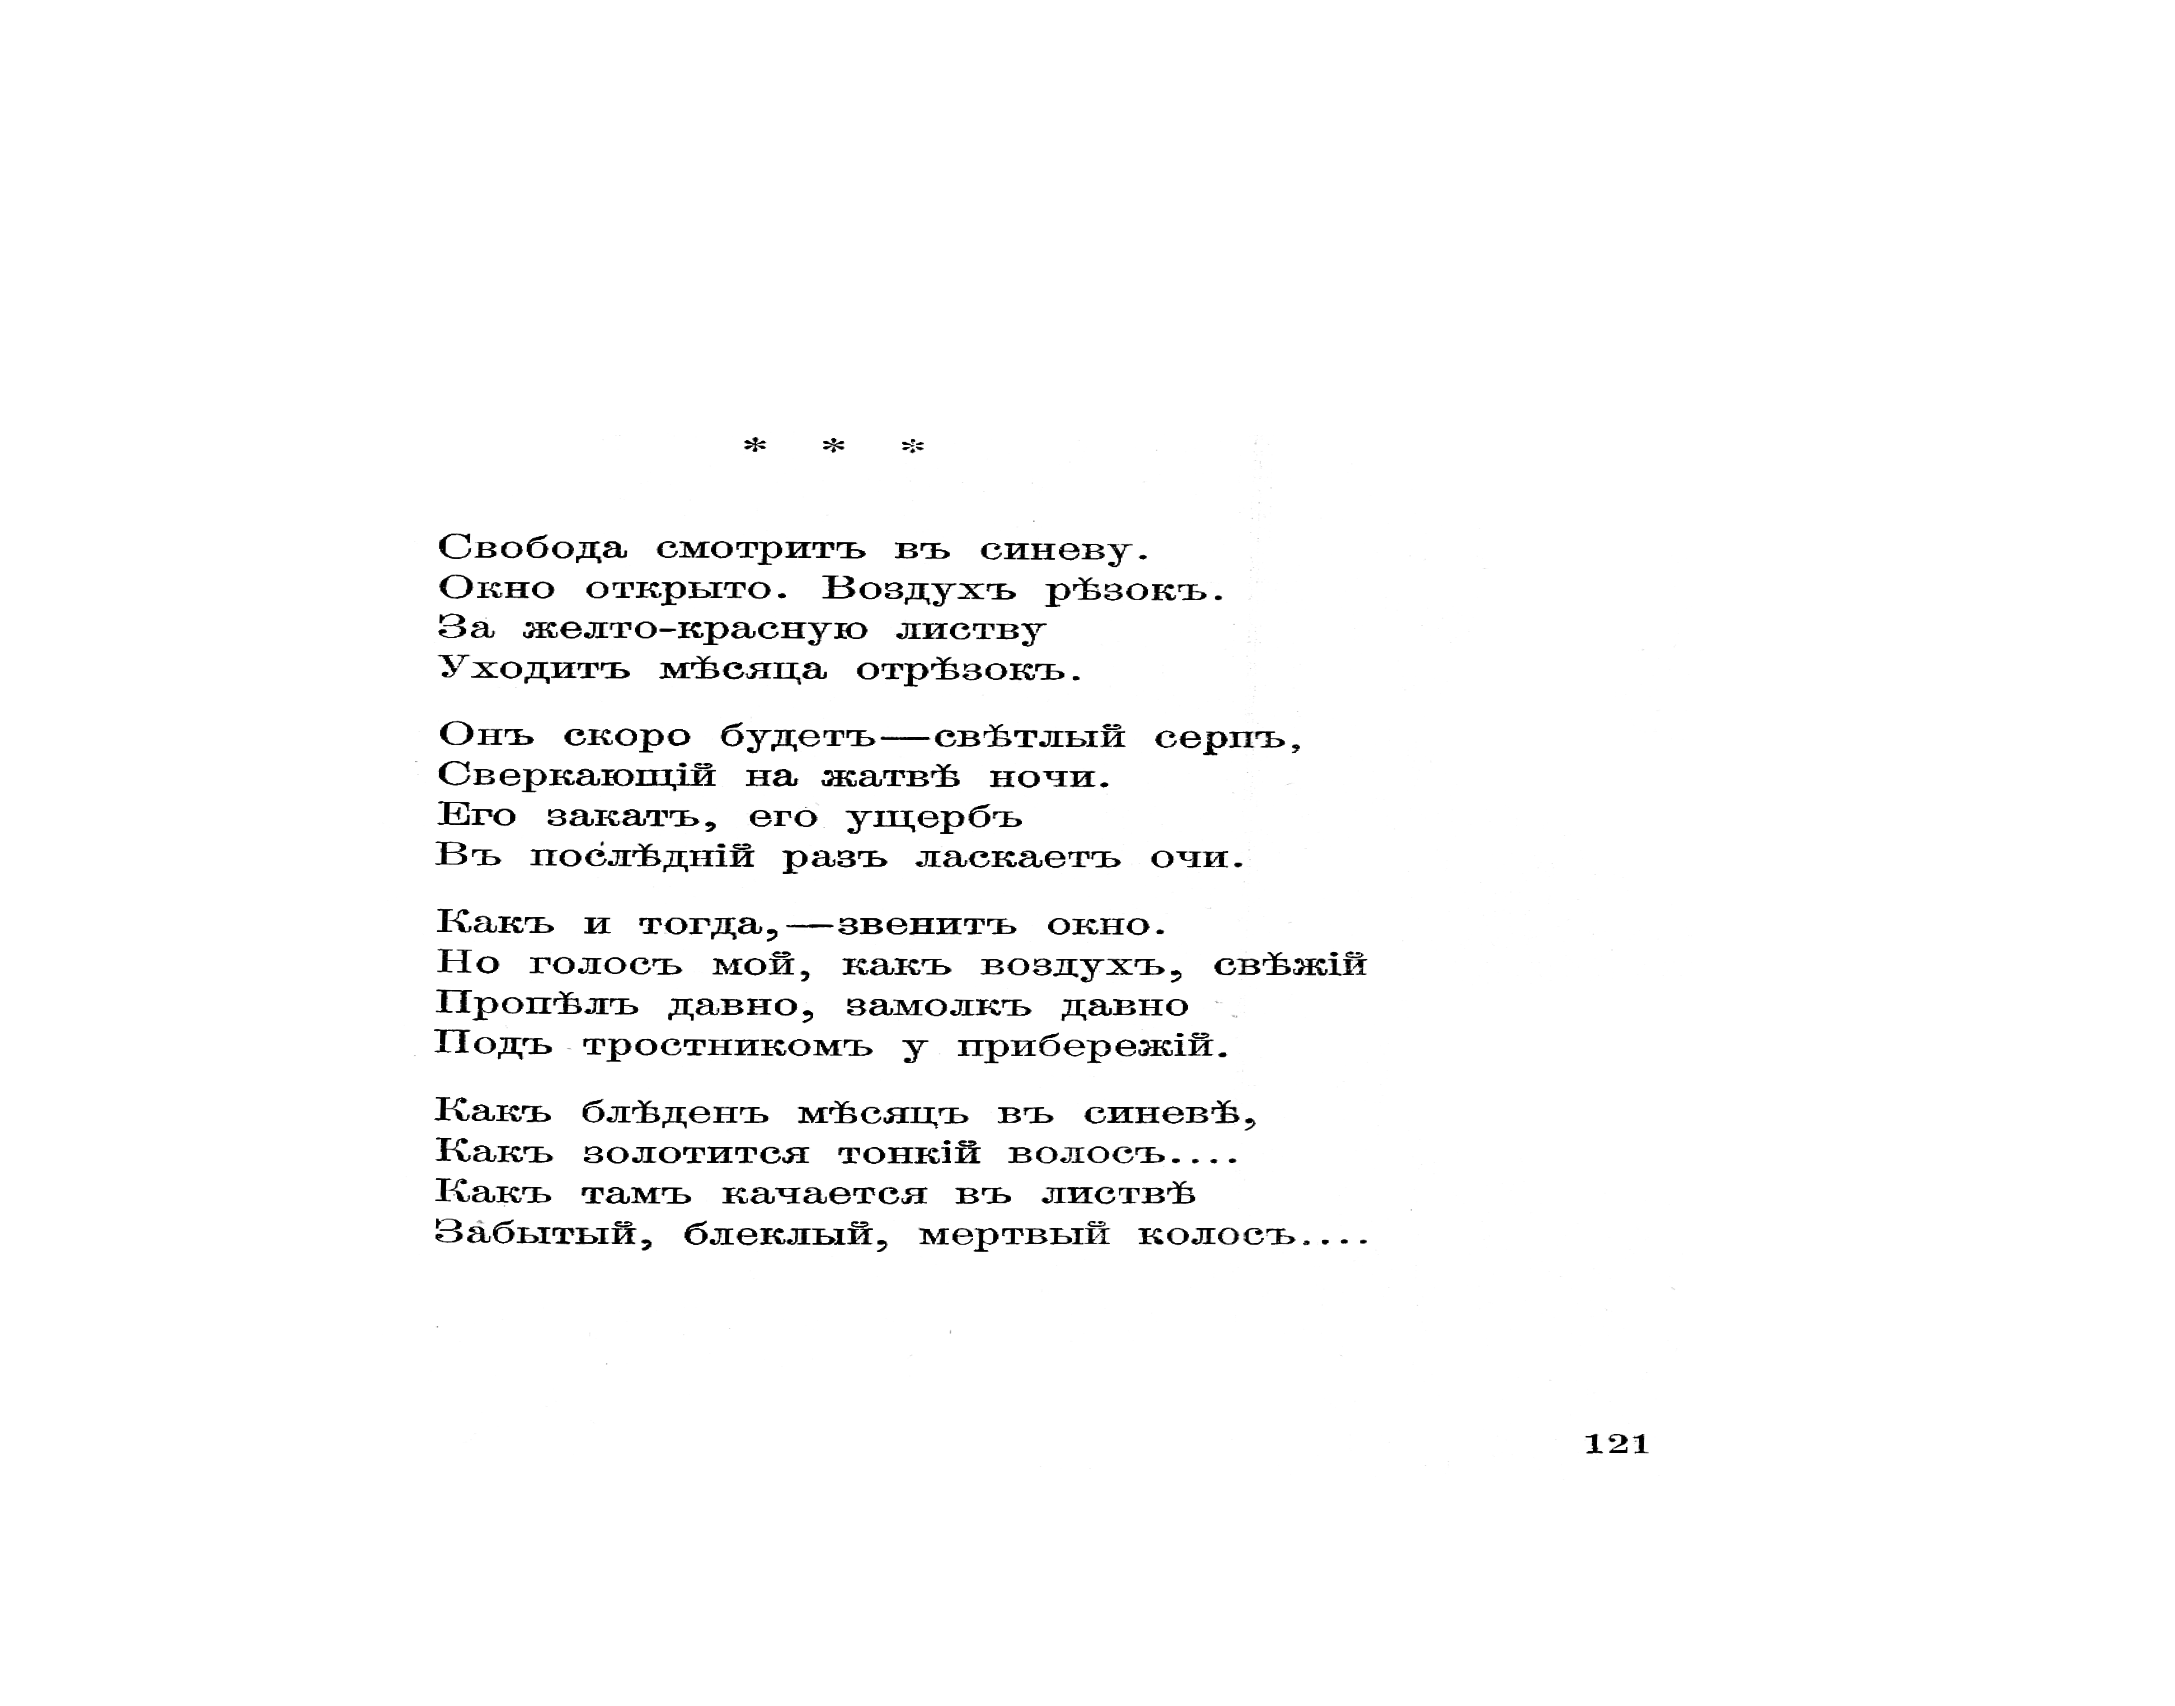 * * *
Свобода смотритъ въ синеву.
Окно открыто. Воздухъ рѣзокъ.
За желто-красную листву
Уходитъ мѣсяца отрѣзокъ.
Онъ скоро будетъ—свѣтлый серпъ,
Сверкающій на жатвѣ ночи.
Его закатъ, его ущербъ
Въ послѣдній разъ ласкаетъ очи.
Какъ и тогда,—звенитъ окно.
Но голосъ мой, какъ воздухъ, свѣжій
Пропѣлъ давно, замолкъ давно
Подъ тростникомъ у прибережій.
Какъ блѣденъ мѣсяцъ въ синевѣ,
Какъ золотится тонкій волосъ....
Какъ тамъ качается въ листвѣ
Забытый, блеклый, мертвый колосъ....
121